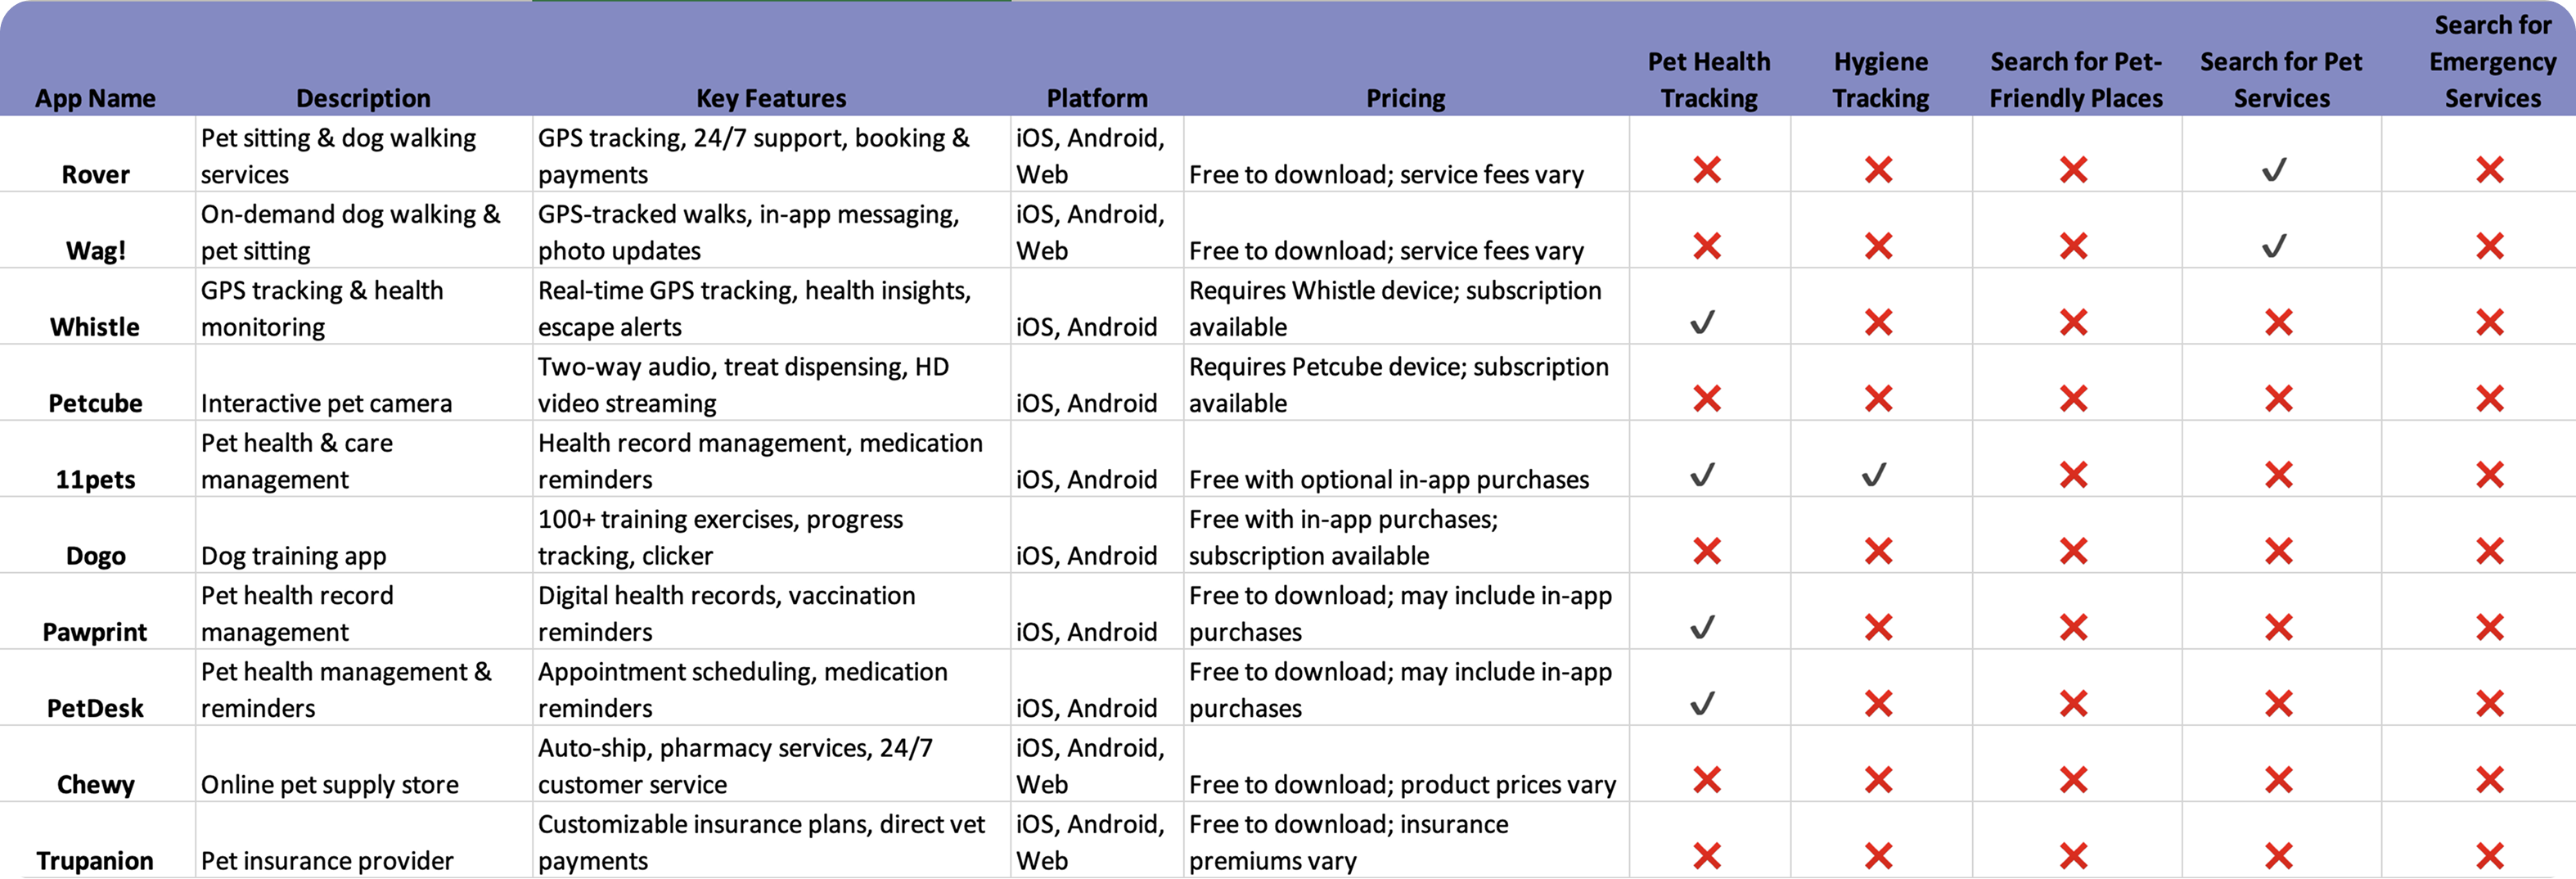 Search for
Pet Health Hygiene Search for Pet- Search for Pet Emergency
App Name Description Key Features Platform Pricing Tracking Tracking Friendly Places Services Services
Pet sitting & dog walking GPS tracking, 24/7 support, booking & iOS, Android,
Rover services payments Web Free to download; service fees vary ❌ ❌ ❌ ✓ ❌
On-demand dog walking & GPS-tracked walks, in-app messaging, iOS, Android,
Wag! pet sitting photo updates Web Free to download; service fees vary ❌ ❌ ❌ ✓ ❌
GPS tracking & health Real-time GPS tracking, health insights, Requires Whistle device; subscription
Whistle monitoring escape alerts iOS, Android available ✓ ❌ ❌ ❌ ❌
Two-way audio, treat dispensing, HD Requires Petcube device; subscription
Petcube Interactive pet camera video streaming iOS, Android available ❌ ❌ ❌ ❌ ❌
Pet health & care Health record management, medication
11pets management reminders iOS, Android Free with optional in-app purchases ✓ ✓ ❌ ❌ ❌
100+ training exercises, progress Free with in-app purchases;
Dogo Dog training app tracking, clicker iOS, Android subscription available ❌ ❌ ❌ ❌ ❌
Pet health record Digital health records, vaccination Free to download; may include in-app
Pawprint management reminders iOS, Android purchases ✓ ❌ ❌ ❌ ❌
Pet health management & Appointment scheduling, medication Free to download; may include in-app
PetDesk reminders reminders iOS, Android purchases ✓ ❌ ❌ ❌ ❌
Auto-ship, pharmacy services, 24/7 iOS, Android,
Chewy Online pet supply store customer service Web Free to download; product prices vary ❌ ❌ ❌ ❌ ❌
Customizable insurance plans, direct vet iOS, Android, Free to download; insurance
Trupanion Pet insurance provider payments Web premiums vary ❌ ❌ ❌ ❌ ❌